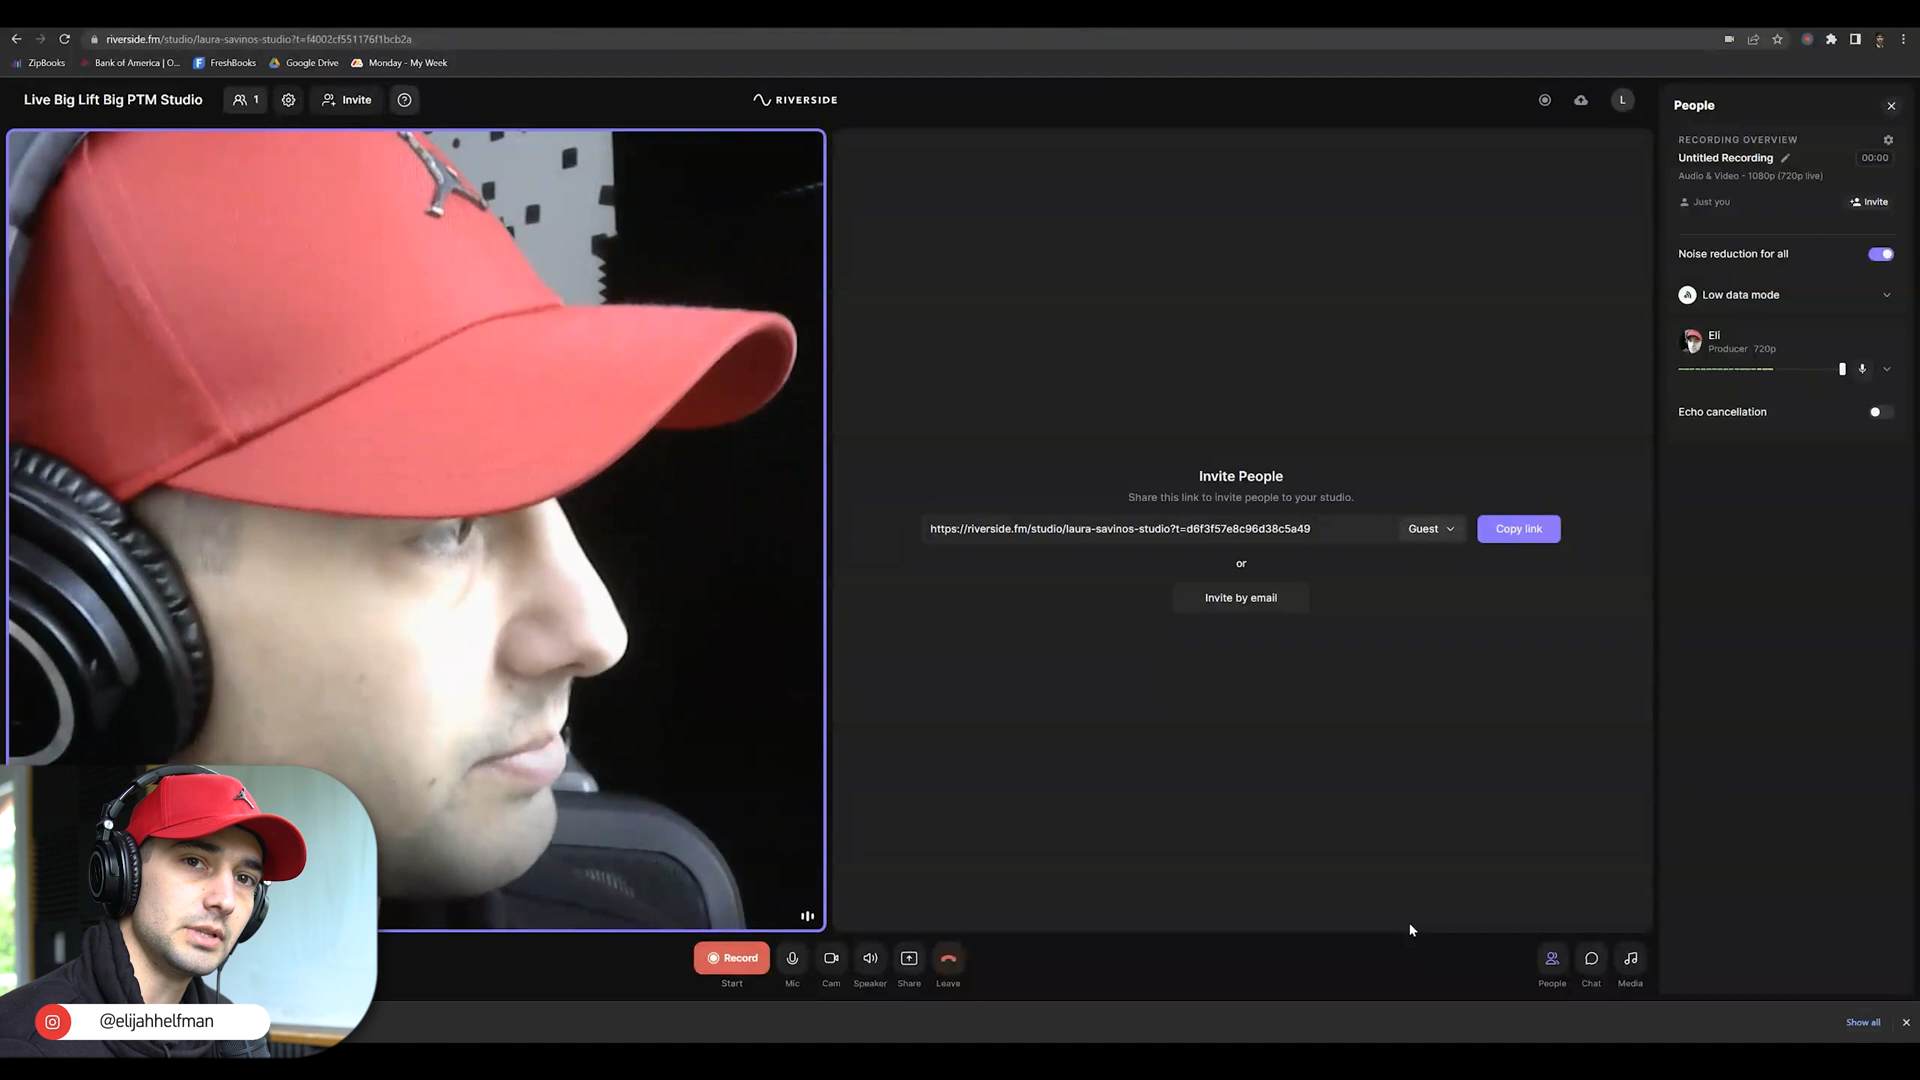 riverside.fm/studio/laura-savinos-studio?t=f4002cf551176f1bcb2a
ZipBooks
Bank of America | O...
FreshBooks
Google Drive
Monday - My Week
Live Big Lift Big PTM Studio
1
Invite
RIVERSIDE
L
People
RECORDING OVERVIEW
Untitled Recording
00:00
Audio & Video - 1080p (720p live)
Just you
Invite
Noise reduction for all
Low data mode
Eli
Producer 720p
Echo cancellation
Invite People
Share this link to invite people to your studio.
https://riverside.fm/studio/laura-savinos-studio?t=d6f3f57e8c96d38c5a49
Guest
Copy link
or
Invite by email
Record
Start
Mic
Cam
Speaker
Share
Leave
People
Chat
Media
@elijahhelfman
Show all